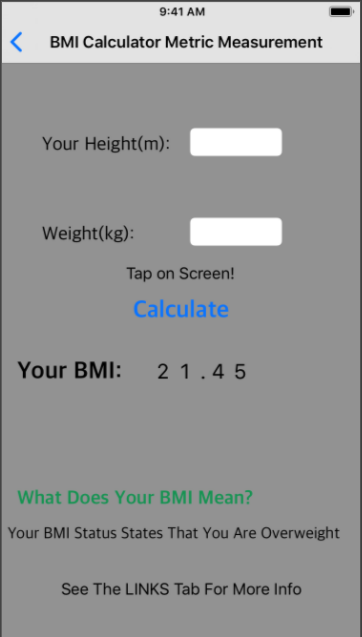 9:41 AM
BMI Calculator Metric Measurement
Your Height(m):
Weight(kg):
Tap on Screen!
Calculate
Your BMI: 21.45
What Does Your BMI Mean?
Your BMI Status States That You Are Overweight
See The LINKS Tab For More Info